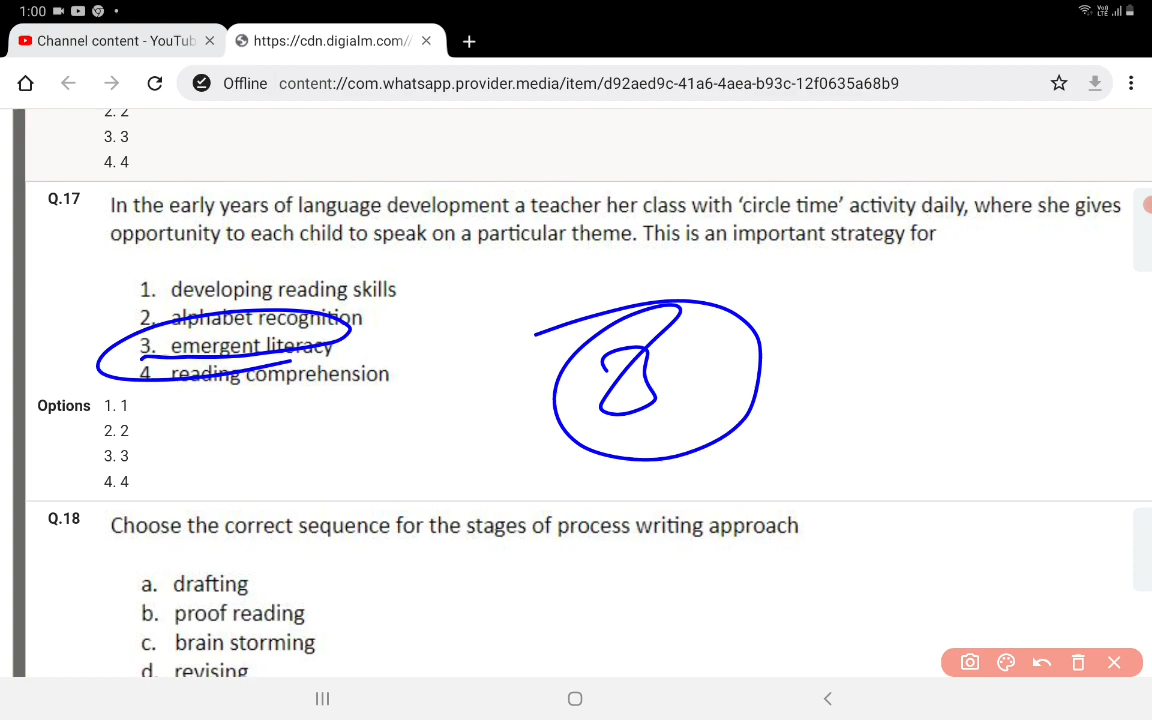 1:00
VoD
LTE
Channel content - YouTub
https://cdn.digialm.com//
Offline content://com.whatsapp.provider.media/item/d92aed9c-41a6-4aea-b93c-12f0635a68b9
2. 2
3. 3
4. 4
Q.17
In the early years of language development a teacher her class with ‘circle time’ activity daily, where she gives
opportunity to each child to speak on a particular theme. This is an important strategy for
1. developing reading skills
2. alphabet recognition
3. emergent literacy
4. reading comprehension
Options 1. 1
2. 2
3. 3
4. 4
Q.18 Choose the correct sequence for the stages of process writing approach
a. drafting
b. proof reading
c. brain storming
d. revising